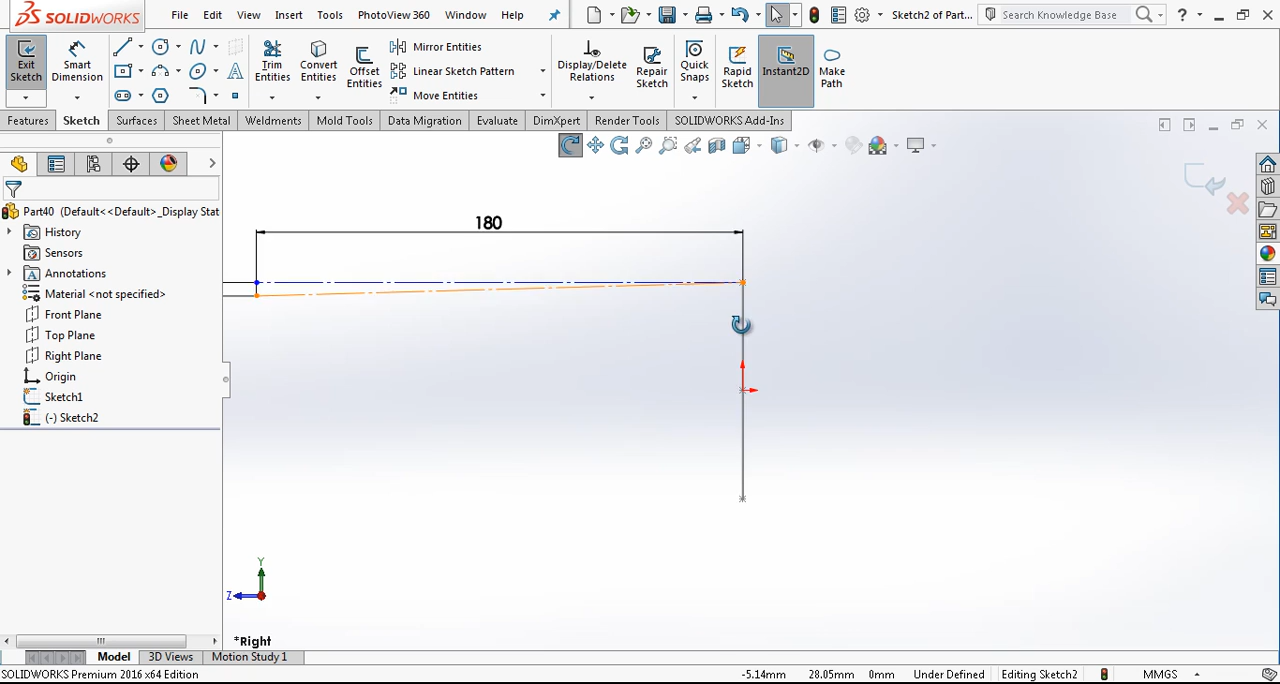 SOLIDWORKS File Edit View Insert Tools PhotoView 360 Window Help Sketch2 of Part... Search Knowledge Base ?
Exit Sketch
Smart Dimension
Trim Entities
Convert Entities
Offset Entities
Mirror Entities
Linear Sketch Pattern
Move Entities
Display/Delete Relations
Repair Sketch
Quick Snaps
Rapid Sketch
Instant2D
Make Path
Features Sketch Surfaces Sheet Metal Weldments Mold Tools Data Migration Evaluate DimXpert Render Tools SOLIDWORKS Add-Ins
Part40 (Default<<Default>_Display Stat
History
Sensors
Annotations
Material <not specified>
Front Plane
Top Plane
Right Plane
Origin
Sketch1
(-) Sketch2
180
Y
Z
*Right
Model 3D Views Motion Study 1
SOLIDWORKS Premium 2016 x64 Edition -5.14mm 28.05mm 0mm Under Defined Editing Sketch2 MMGS